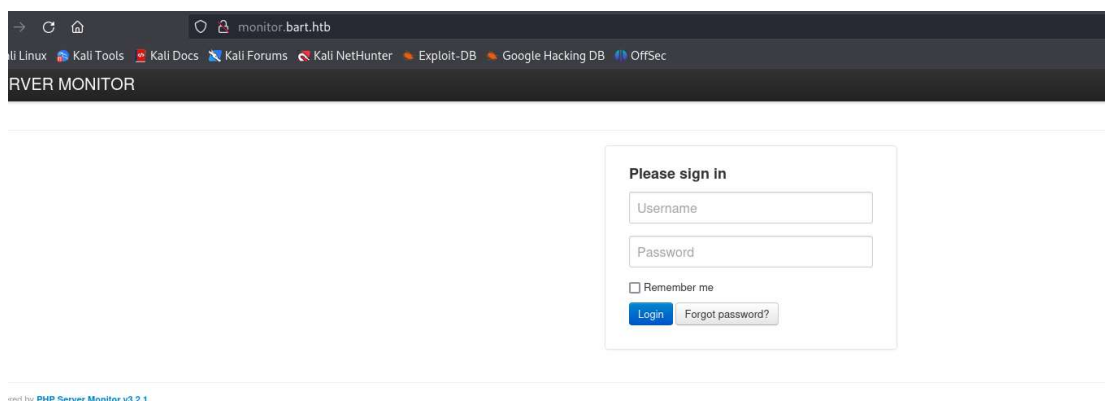 monitor.bart.htb
Linux Kali Tools Kali Docs Kali Forums Kali NetHunter Exploit-DB Google Hacking DB OffSec
RVER MONITOR
Please sign in
Username
Password
Remember me
Login Forgot password?
by PHP Server Monitor v3.2.1